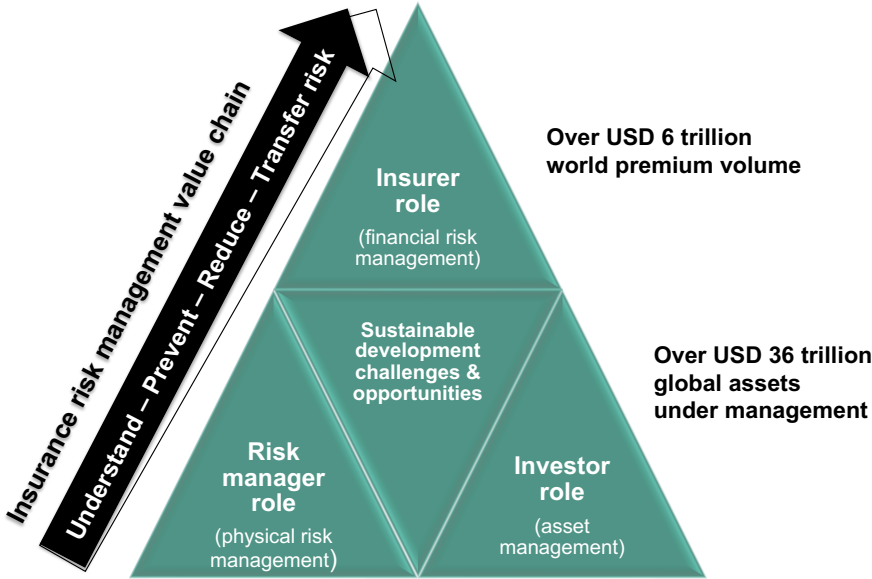 Insurance risk management value chain
Understand – Prevent – Reduce – Transfer risk
Insurer
role
(financial risk
management)
Over USD 6 trillion
world premium volume
Sustainable
development
challenges &
opportunities
Over USD 36 trillion
global assets
under management
Risk
manager
role
(physical risk
management)
Investor
role
(asset
management)